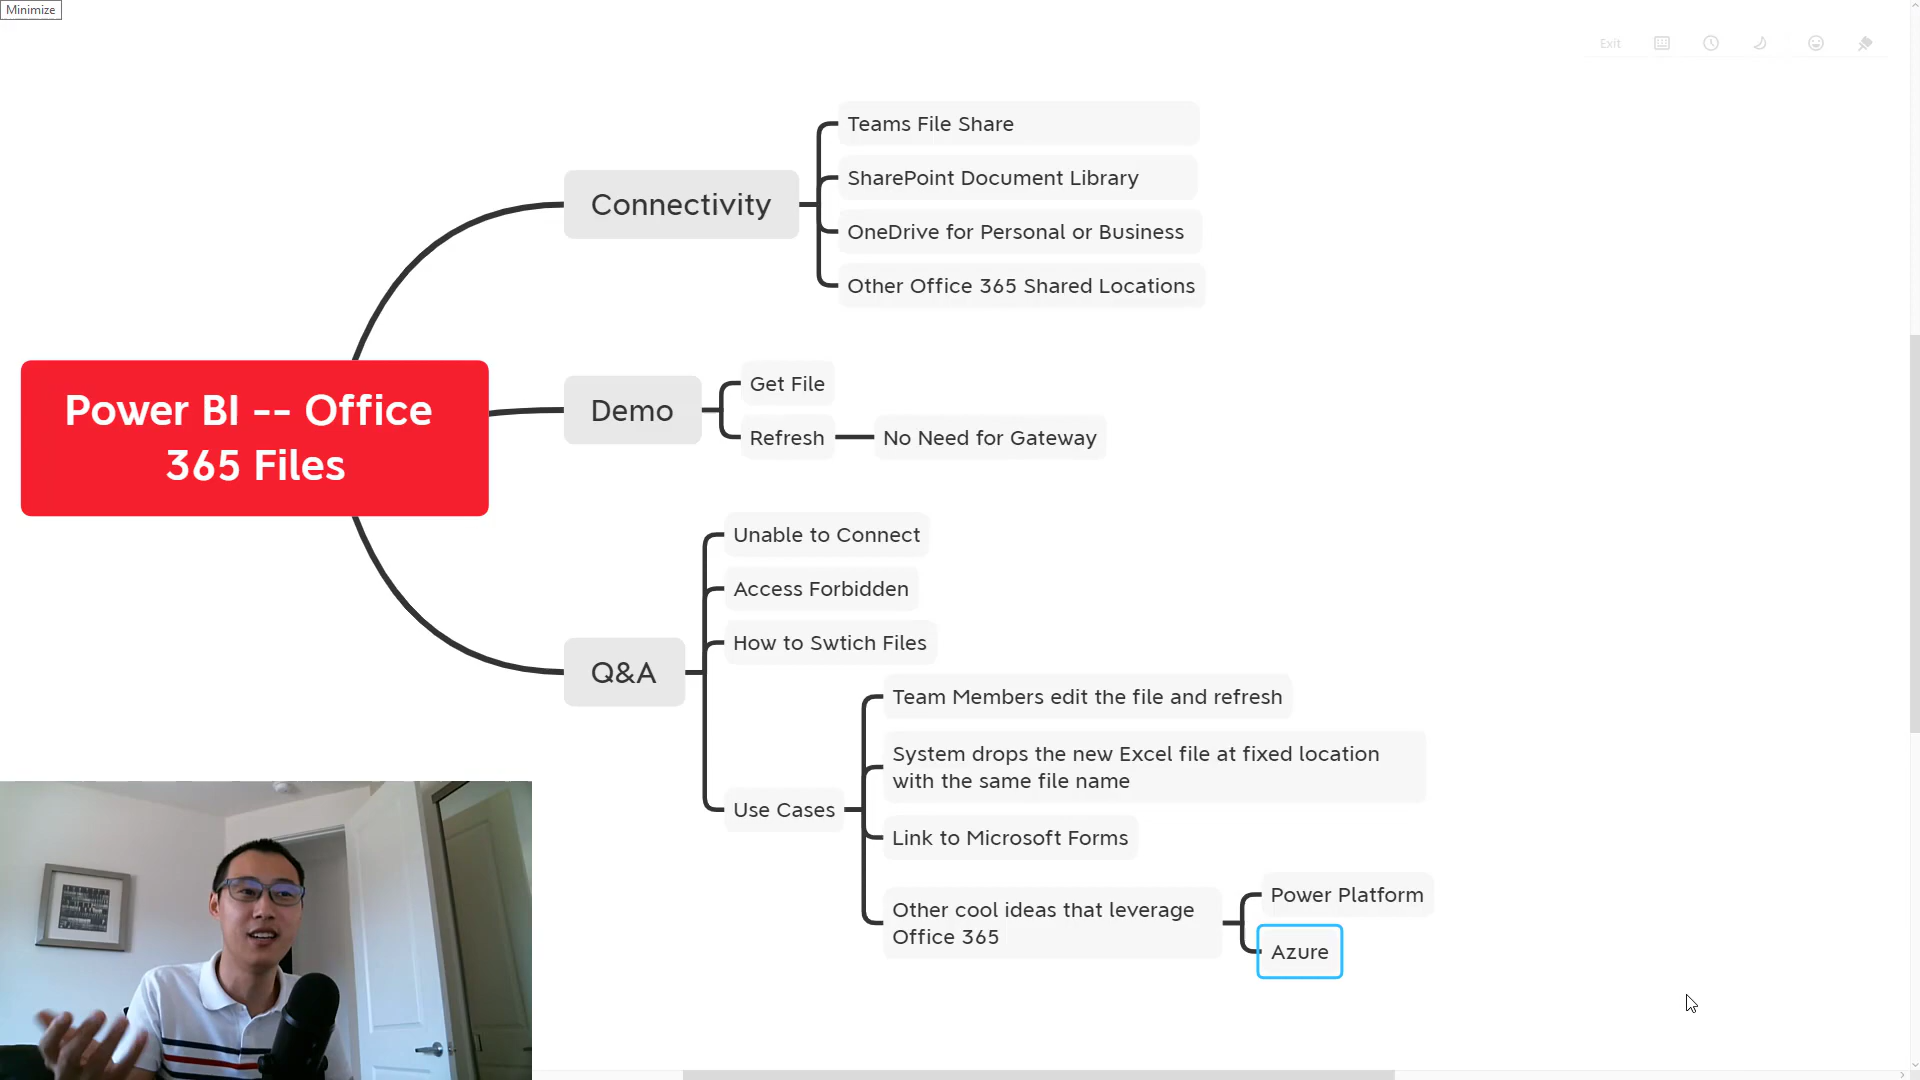 Minimize
Exit
Teams File Share
SharePoint Document Library
Connectivity
OneDrive for Personal or Business
Other Office 365 Shared Locations
Power BI -- Office
365 Files
Get File
Demo
Refresh
No Need for Gateway
Unable to Connect
Access Forbidden
How to Swtich Files
Q&A
Team Members edit the file and refresh
System drops the new Excel file at fixed location
with the same file name
Use Cases
Link to Microsoft Forms
Other cool ideas that leverage
Office 365
Power Platform
Azure